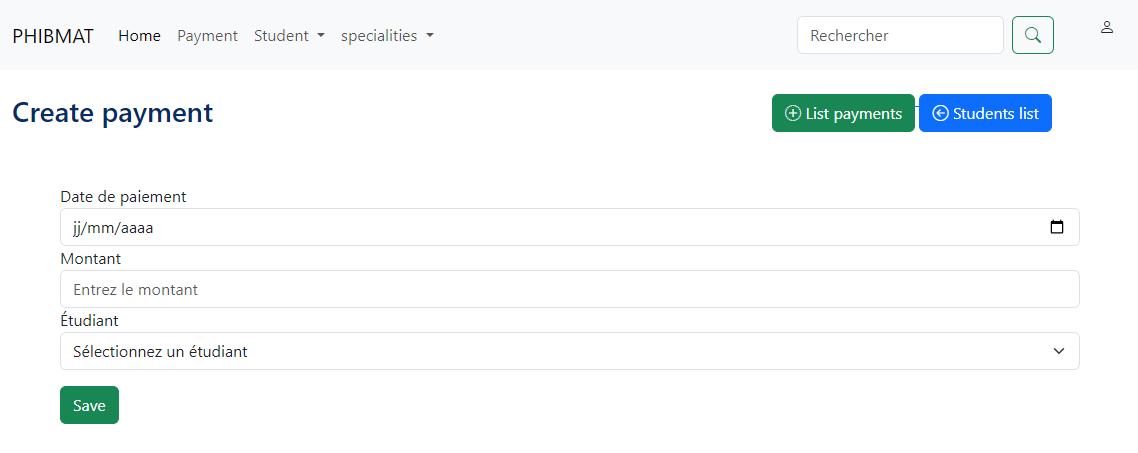 PHIBMAT Home Payment Student specialities Rechercher
Create payment List payments Students list
Date de paiement
jj/mm/aaaa
Montant
Entrez le montant
Étudiant
Sélectionnez un étudiant
Save